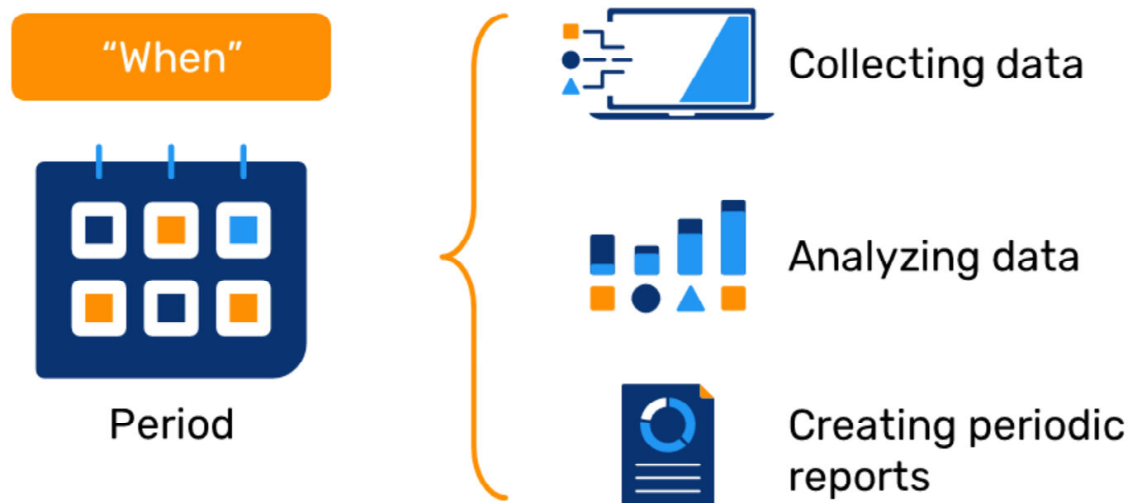 “When”
Period
Collecting data
Analyzing data
Creating periodic
reports